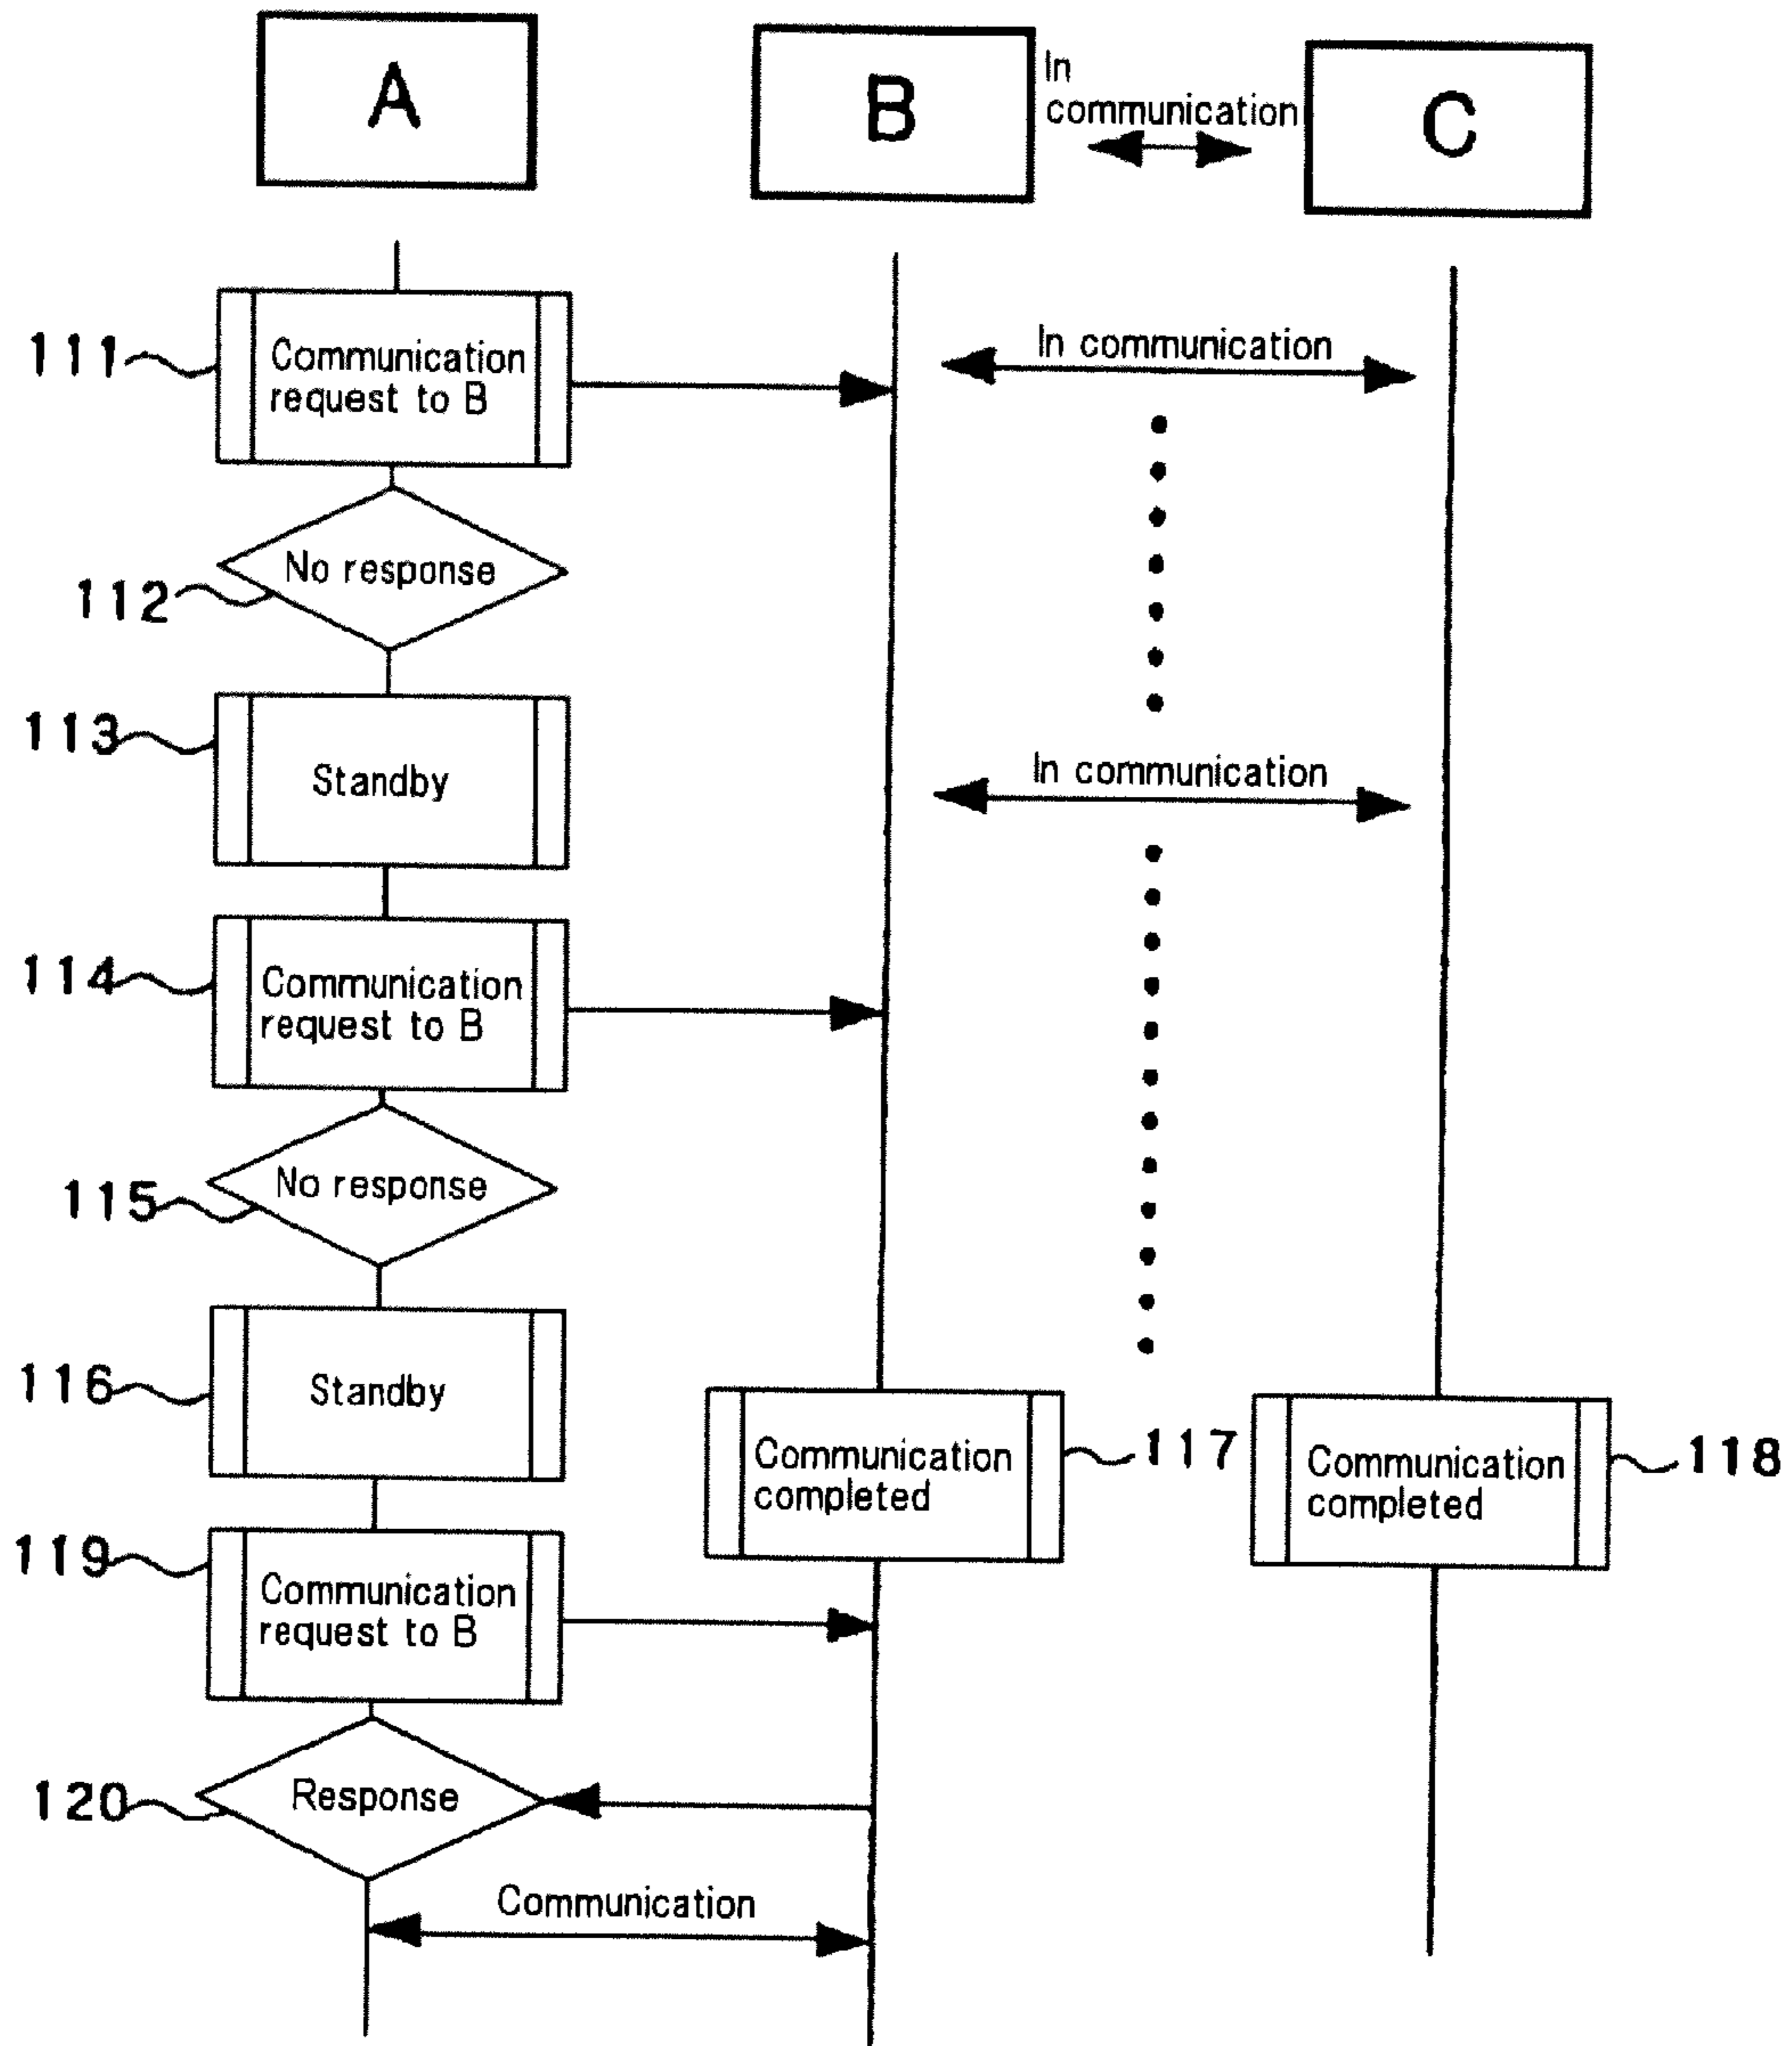 A
B
In
communication
C
111
Communication
request to B
In communication
112
No response
113
Standby
In communication
114
Communication
request to B
115
No response
116
Standby
Communication
completed
117
Communication
completed
118
119
Communication
request to B
120
Response
Communication